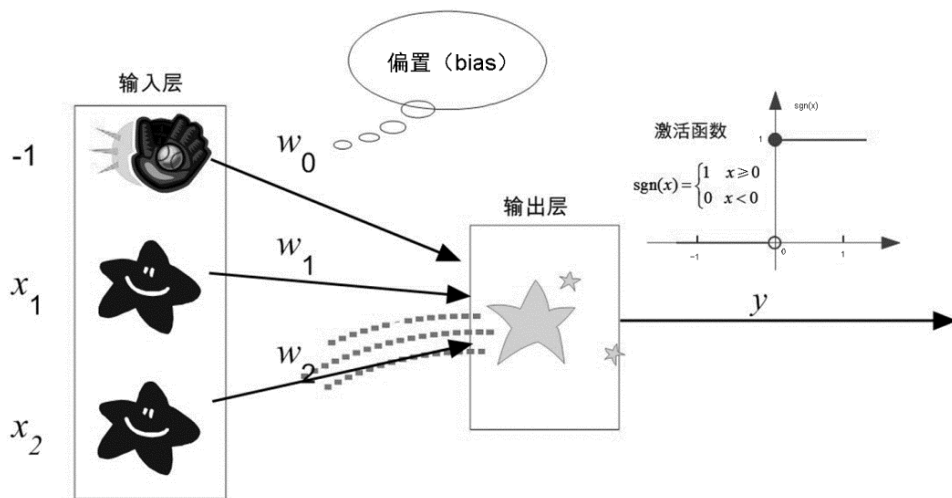 偏置（bias）
输入层
-1
w0
sgn(x)
激活函数
1
sgn(x)={1 x≥0
0 x<0
输出层
-1
0
1
w1
x1
y
w2
x2